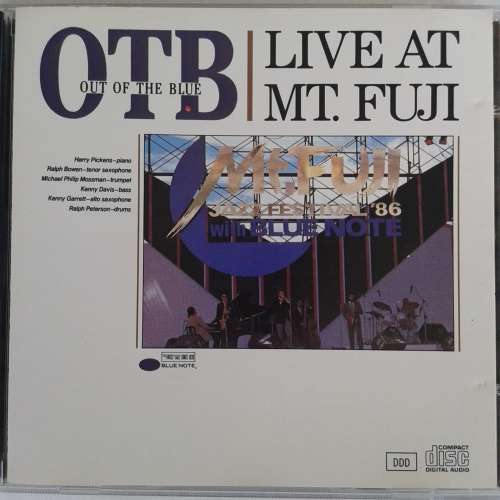 OTB
OUT OF THE BLUE
LIVE AT
MT. FUJI
Harry Pickens–piano
Ralph Bowen–tenor saxophone
Michael Philip Mossman–trumpet
Kenny Davis–bass
Kenny Garrett–alto saxophone
Ralph Peterson–drums
Mt. FUJI
JAZZ FESTIVAL '86
with BLUE NOTE
BLUE NOTE
DDD
COMPACT
disc
DIGITAL AUDIO